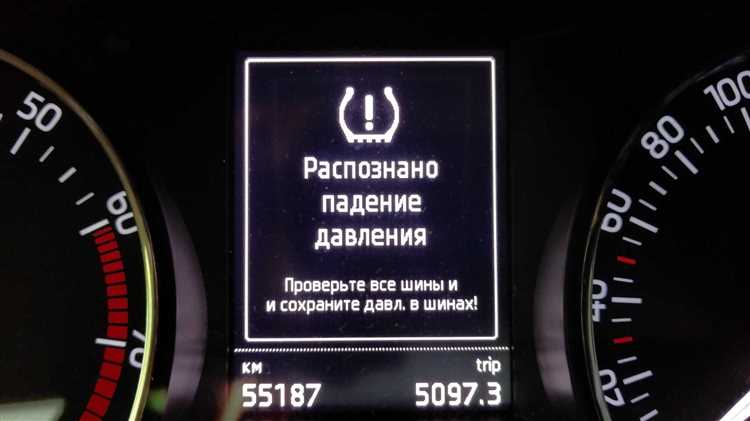 50
60
Распознано
падение
давления
Проверьте все шины и
и сохраните давл. в шинах!
км
trip
55187
5097.3
100
80
60
40
20